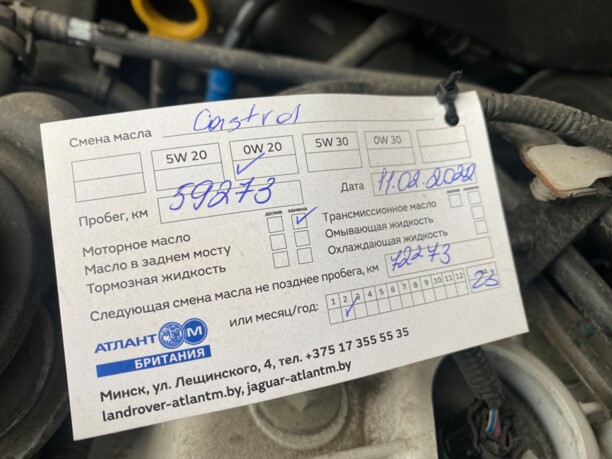 Смена масла Castrol
5W 20 0W 20 5W 30 0W 30
Пробег, км 59273 Дата 11.02.2022
долив замена
Моторное масло Трансмиссионное масло
Масло в заднем мосту Омывающая жидкость
Тормозная жидкость Охлаждающая жидкость
Следующая смена масла не позднее пробега, км 72273
или месяц/год: 1 2 3 4 5 6 7 8 9 10 11 12 23
АТЛАНТ М
БРИТАНИЯ
Минск, ул. Лещинского, 4, тел. +375 17 355 55 35
landrover-atlantm.by, jaguar-atlantm.by